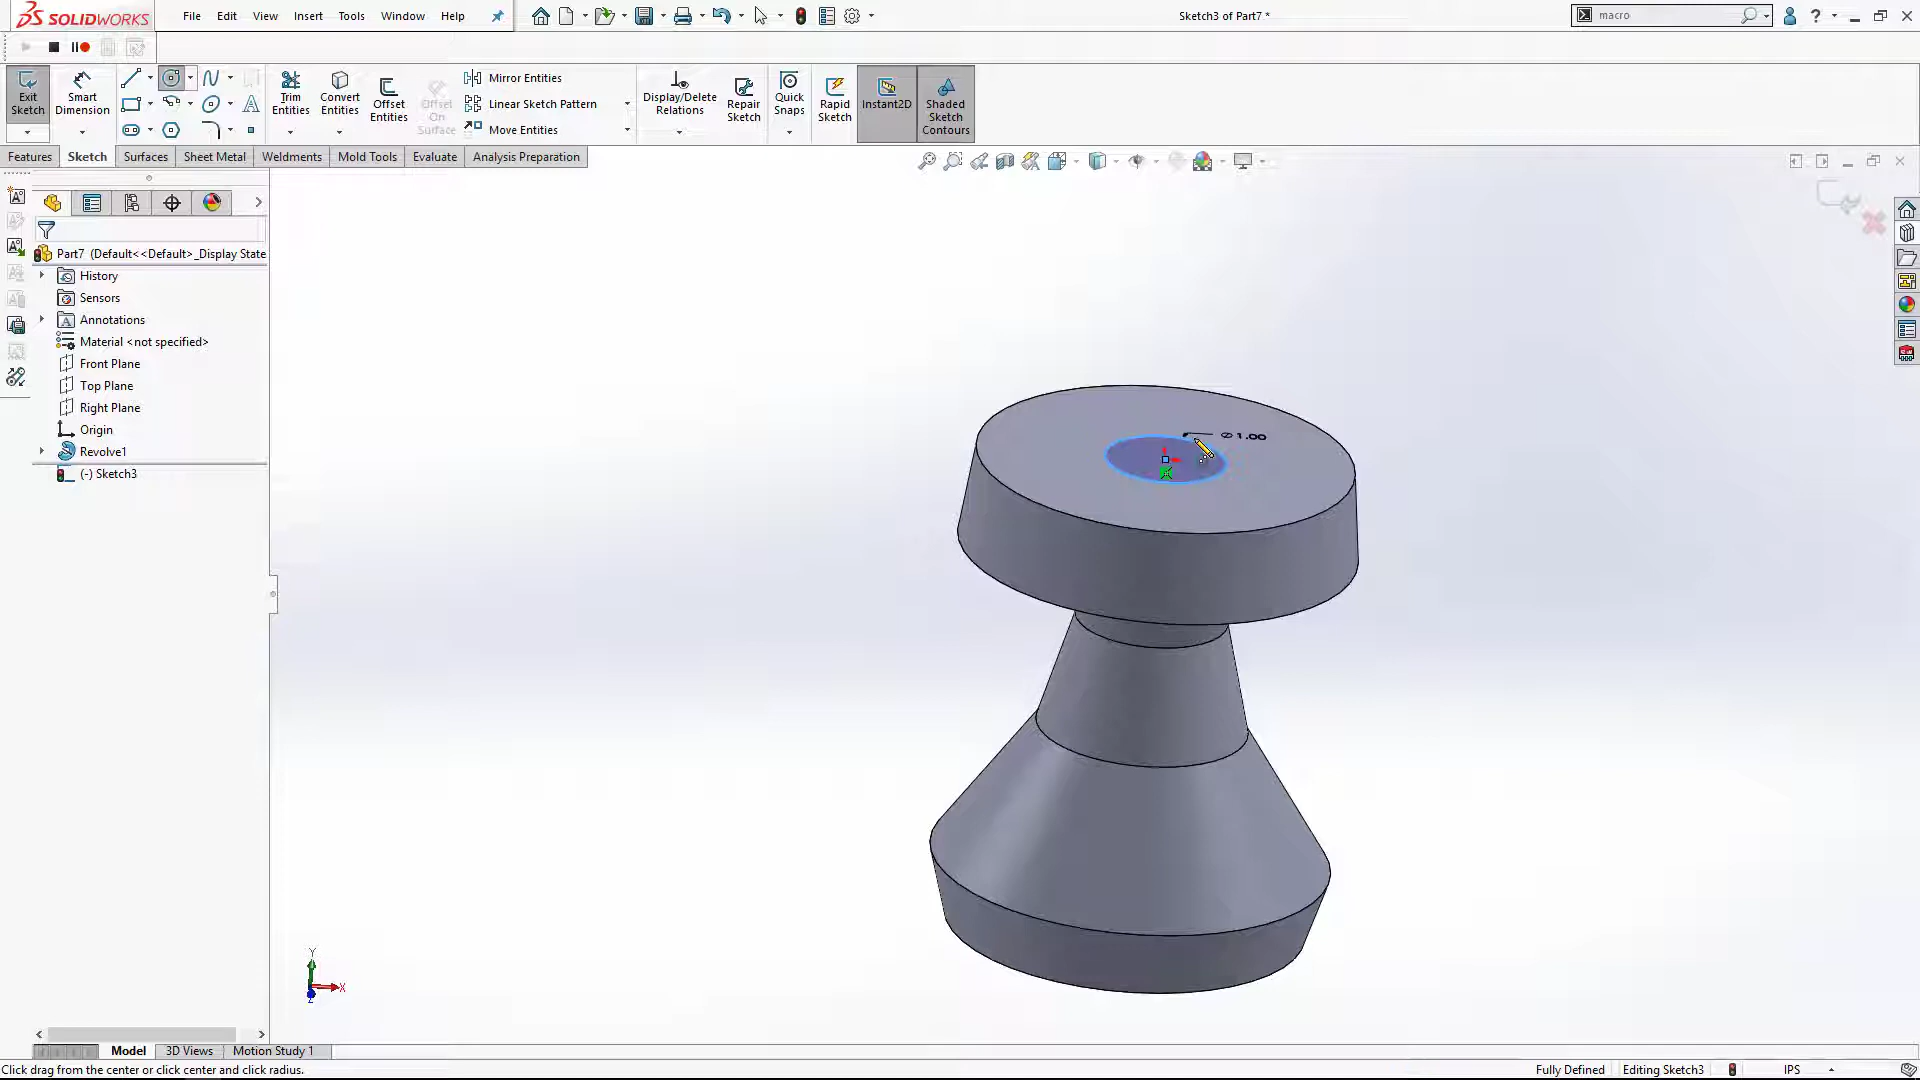 SOLIDWORKS
File Edit View Insert Tools Window Help
Sketch3 of Part7 *
macro
Exit Sketch
Smart Dimension
Trim Entities
Convert Entities
Offset Entities
Offset On Surface
Mirror Entities
Linear Sketch Pattern
Move Entities
Display/Delete Relations
Repair Sketch
Quick Snaps
Rapid Sketch
Instant2D
Shaded Sketch Contours
Features Sketch Surfaces Sheet Metal Weldments Mold Tools Evaluate Analysis Preparation
Part7 (Default<<Default>_Display State
History
Sensors
Annotations
Material <not specified>
Front Plane
Top Plane
Right Plane
Origin
Revolve1
(-) Sketch3
⌀1.00
Y
X
Z
Model 3D Views Motion Study 1
Click drag from the center or click center and click radius.
Fully Defined Editing Sketch3 IPS